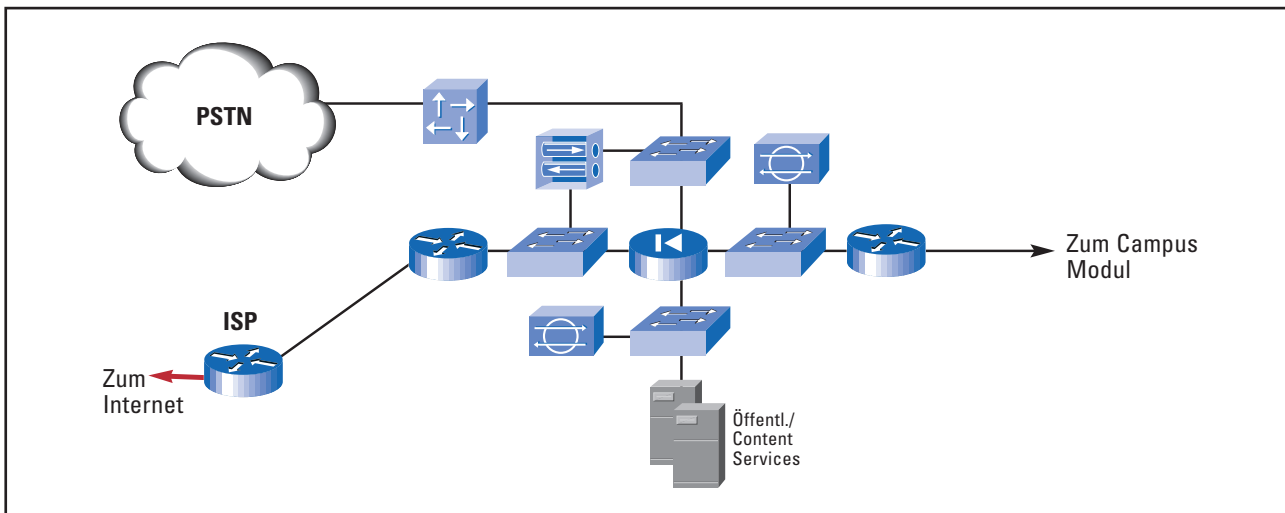 PSTN
Zum Campus
Modul
ISP
Zum
Internet
Öffentl./
Content
Services